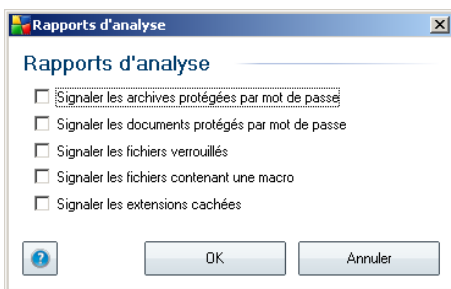 Rapports d'analyse
Rapports d'analyse
Signaler les archives protégées par mot de passe
Signaler les documents protégés par mot de passe
Signaler les fichiers verrouillés
Signaler les fichiers contenant une macro
Signaler les extensions cachées
?
OK
Annuler